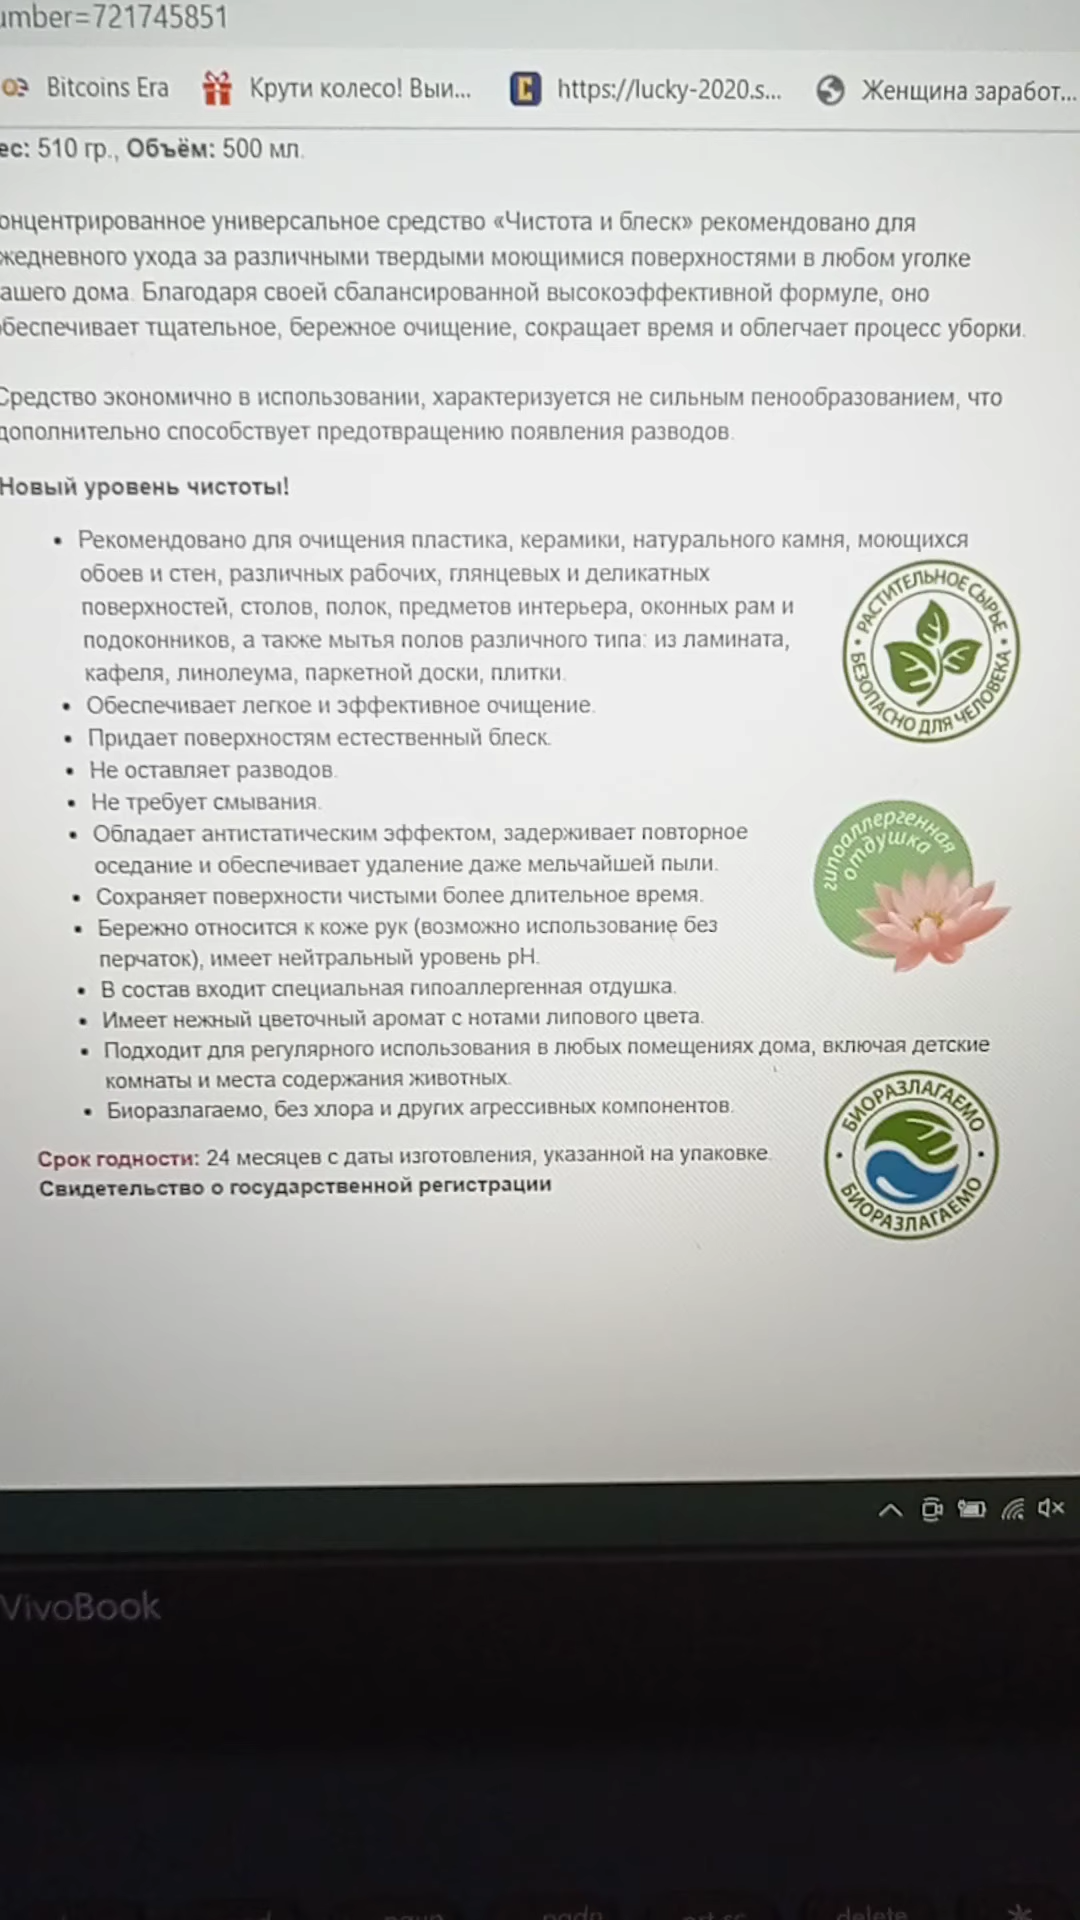 umber=721745851
Bitcoins Era Крути колесо! Выи... https://lucky-2020.s... Женщина заработ...
ес: 510 гр., Объём: 500 мл.
онцентрированное универсальное средство «Чистота и блеск» рекомендовано для
жедневного ухода за различными твердыми моющимися поверхностями в любом уголке
ашего дома. Благодаря своей сбалансированной высокоэффективной формуле, оно
обеспечивает тщательное, бережное очищение, сокращает время и облегчает процесс уборки.
Средство экономично в использовании, характеризуется не сильным пенообразованием, что
дополнительно способствует предотвращению появления разводов.
Новый уровень чистоты!
• Рекомендовано для очищения пластика, керамики, натурального камня, моющихся
обоев и стен, различных рабочих, глянцевых и деликатных
поверхностей, столов, полок, предметов интерьера, оконных рам и
подоконников, а также мытья полов различного типа: из ламината,
кафеля, линолеума, паркетной доски, плитки.
• РАСТИТЕЛЬНОЕ СЫРЬЕ •
БЕЗОПАСНО ДЛЯ ЧЕЛОВЕКА
• Обеспечивает легкое и эффективное очищение.
• Придает поверхностям естественный блеск.
• Не оставляет разводов.
• Не требует смывания.
• Обладает антистатическим эффектом, задерживает повторное
оседание и обеспечивает удаление даже мельчайшей пыли.
гипоаллергенная
отдушка
• Сохраняет поверхности чистыми более длительное время.
• Бережно относится к коже рук (возможно использование без
перчаток), имеет нейтральный уровень pH.
• В состав входит специальная гипоаллергенная отдушка.
• Имеет нежный цветочный аромат с нотами липового цвета.
• Подходит для регулярного использования в любых помещениях дома, включая детские
комнаты и места содержания животных.
• Биоразлагаемо, без хлора и других агрессивных компонентов.
• БИОРАЗЛАГАЕМО •
БИОРАЗЛАГАЕМО
Срок годности: 24 месяцев с даты изготовления, указанной на упаковке.
Свидетельство о государственной регистрации
VivoBook
pgup pgdn prt sc delete *